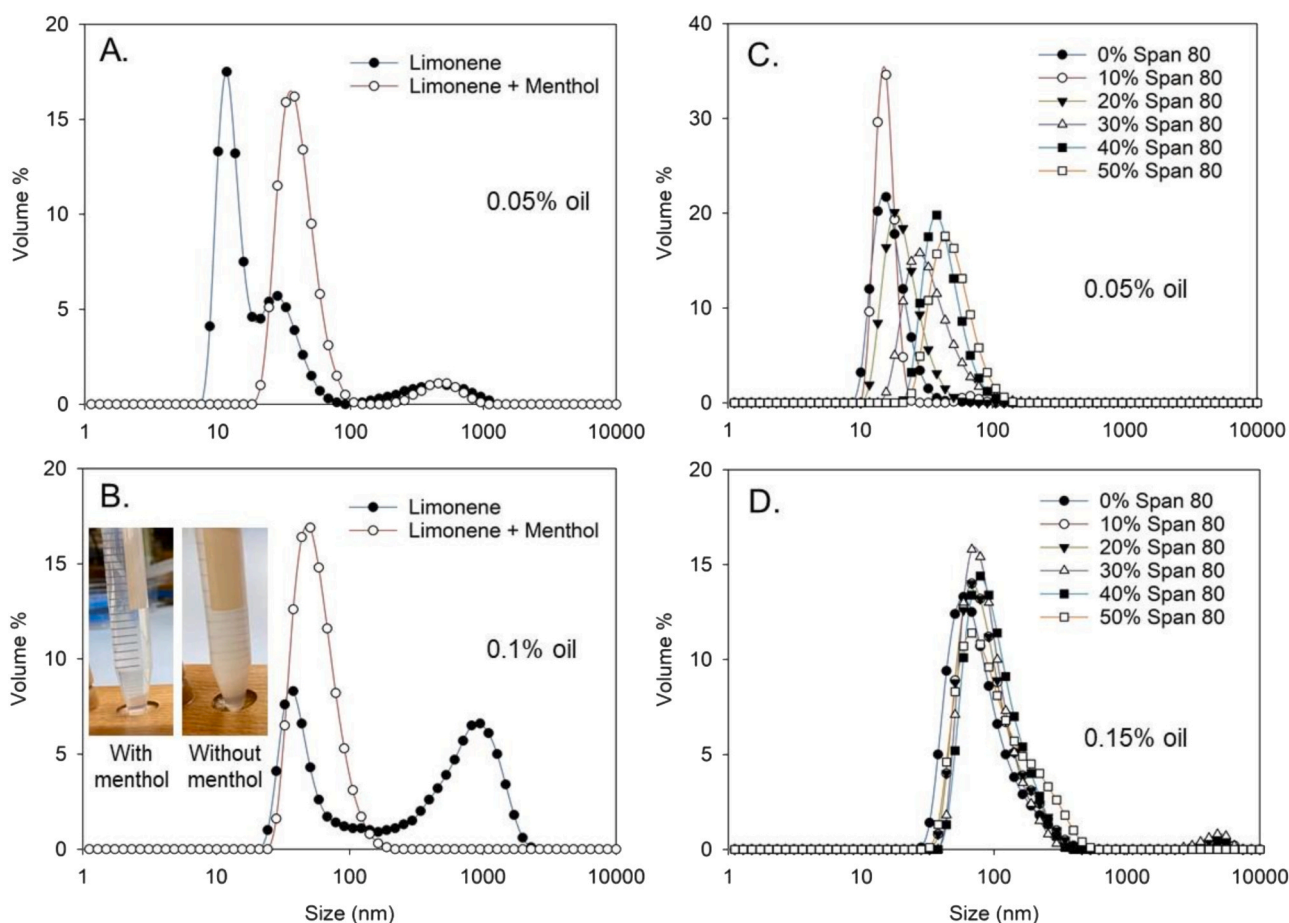 A.
Limonene
Limonene + Menthol
0.05% oil
Volume %
20
15
10
5
0
1
10
100
1000
10000
C.
0% Span 80
10% Span 80
20% Span 80
30% Span 80
40% Span 80
50% Span 80
0.05% oil
Volume %
40
30
20
10
0
1
10
100
1000
10000
B.
Limonene
Limonene + Menthol
0.1% oil
With
menthol
Without
menthol
Volume %
20
15
10
5
0
1
10
100
1000
10000
Size (nm)
D.
0% Span 80
10% Span 80
20% Span 80
30% Span 80
40% Span 80
50% Span 80
0.15% oil
Volume %
20
15
10
5
0
1
10
100
1000
10000
Size (nm)